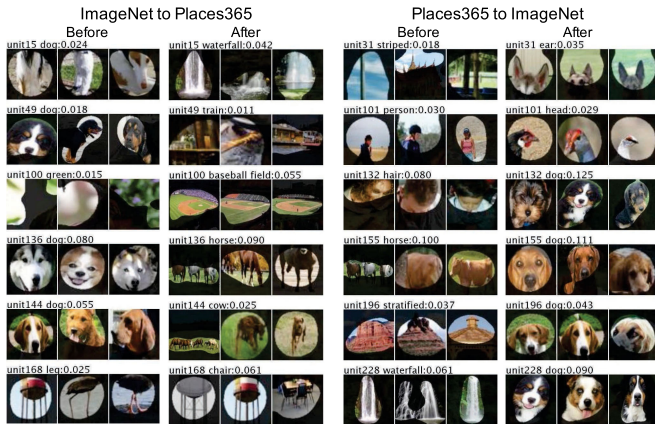 ImageNet to Places365
Places365 to ImageNet
Before
After
Before
After
unit15 dog:0.024
unit15 waterfall:0.042
unit31 striped:0.018
unit31 ear:0.035
unit49 dog:0.018
unit49 train:0.011
unit101 person:0.030
unit101 head:0.029
unit100 green:0.015
unit100 baseball field:0.055
unit132 hair:0.080
unit132 dog:0.125
unit136 dog:0.080
unit136 horse:0.090
unit155 horse:0.100
unit155 dog:0.111
unit144 dog:0.055
unit144 cow:0.025
unit196 stratified:0.037
unit196 dog:0.043
unit168 leg:0.025
unit168 chair:0.061
unit228 waterfall:0.061
unit228 dog:0.090